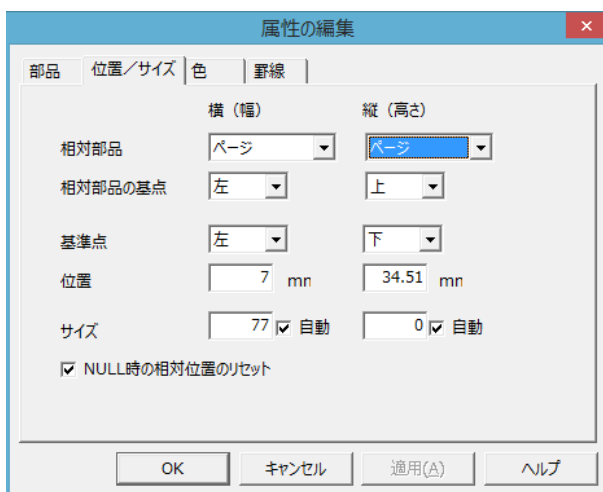 属性の編集
部品 位置／サイズ 色 罫線
横（幅） 縦（高さ）
相対部品 ページ ページ
相対部品の基点 左 上
基準点 左 下
位置 7 mm 34.51 mm
サイズ 77 自動 0 自動
NULL時の相対位置のリセット
OK キャンセル 適用(A) ヘルプ